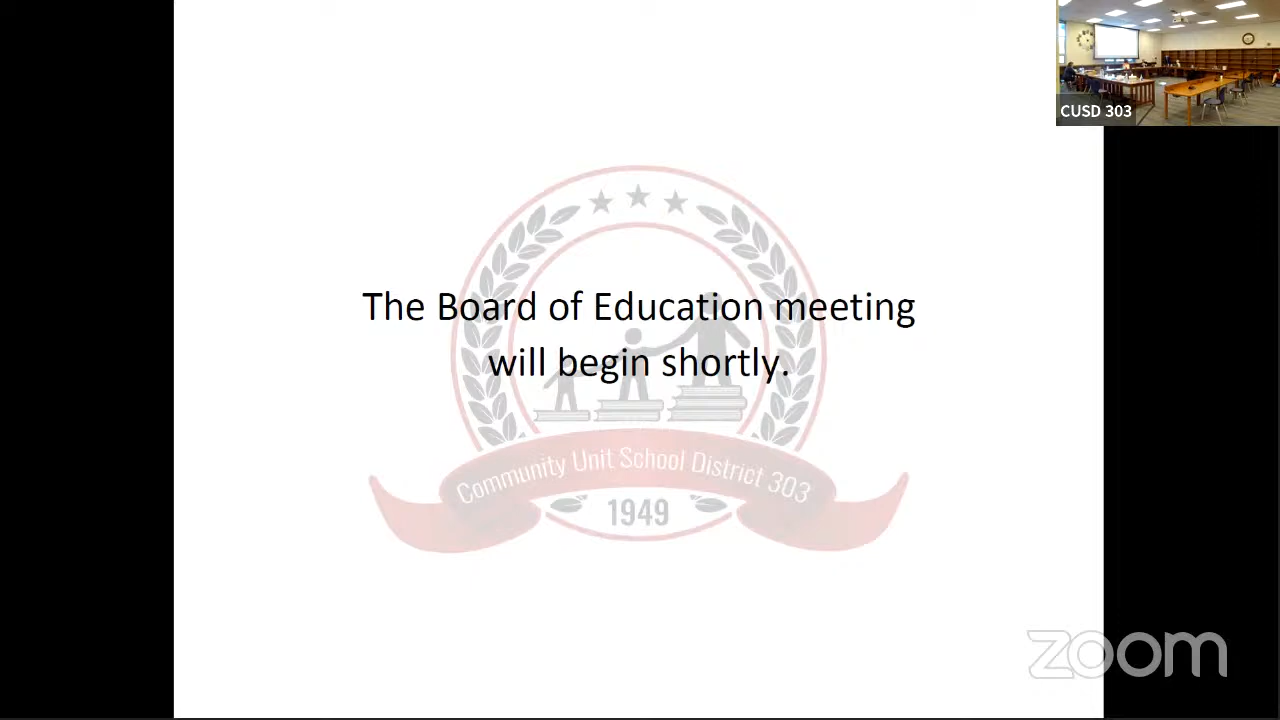 CUSD 303
The Board of Education meeting
will begin shortly.
Community Unit School District 303
1949
zoom